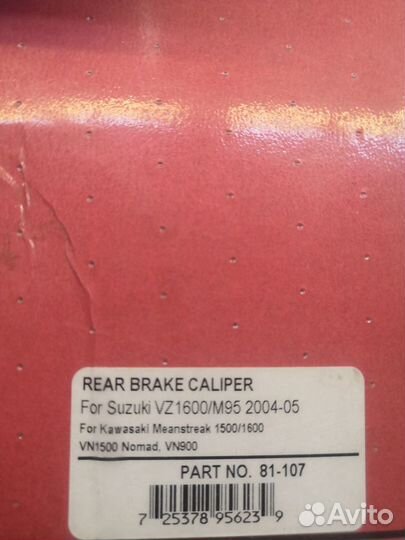 REAR BRAKE CALIPER
For Suzuki VZ1600/M95 2004-05
For Kawasaki Meanstreak 1500/1600
VN1500 Nomad, VN900
PART NO. 81-107
7 25378 95623 9
Avito